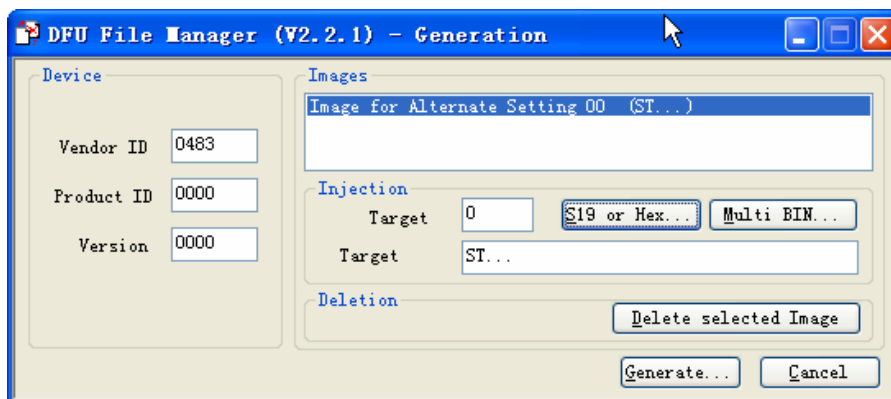 DFU File Manager (V2.2.1) - Generation
Device
Vendor ID 0483
Product ID 0000
Version 0000
Images
Image for Alternate Setting 00 (ST...)
Injection
Target 0 S19 or Hex... Multi BIN...
Target ST...
Deletion
Delete selected Image
Generate... Cancel